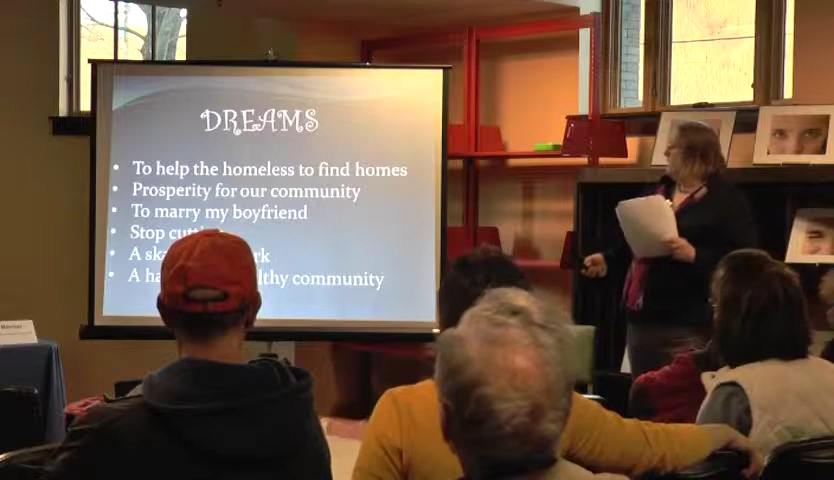 DREAMS
• To help the homeless to find homes
• Prosperity for our community
• To marry my boyfriend
• Stop
• A
• A community